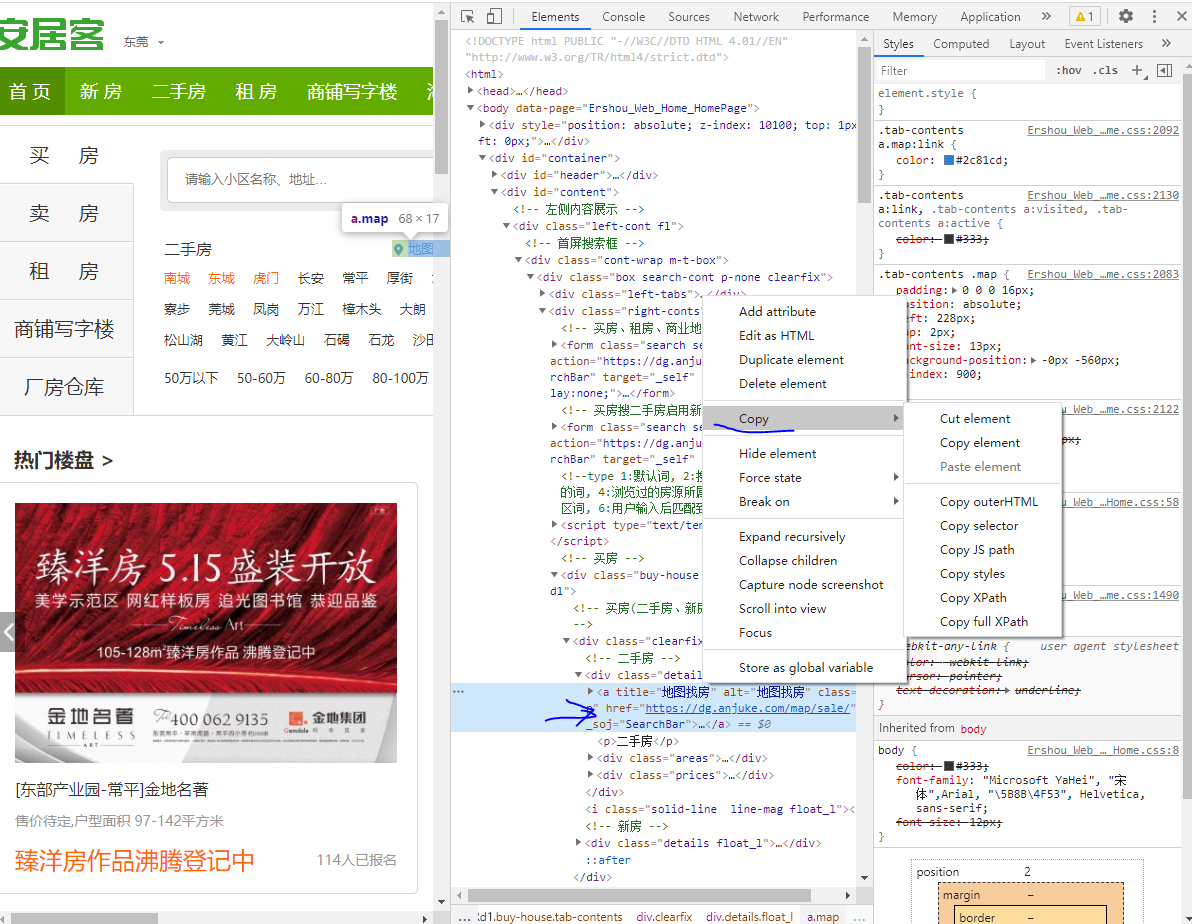 安居客
东莞
首 页
新 房
二手房
租 房
商铺写字楼
买 房
卖 房
租 房
商铺写字楼
厂房仓库
请输入小区名称、地址...
a.map 68 × 17
二手房
地图
南城 东城 虎门 长安 常平 厚街
寮步 莞城 凤岗 万江 樟木头 大朗
松山湖 黄江 大岭山 石碣 石龙 沙田
50万以下 50-60万 60-80万 80-100万
热门楼盘 >
广告
臻洋房 5.15盛装开放
美学示范区 网红样板房 追光图书馆 恭迎品鉴
Timeless Art
105-128m²臻洋房作品 沸腾登记中
金地名著
TIMELESS
ART
The 400 062 9135
金地集团
Gemdale 科学筑家
[东部产业园-常平]金地名著
售价待定,户型面积 97-142平方米
臻洋房作品沸腾登记中
114人已报名
Elements Console Sources Network Performance Memory Application » 1
<!DOCTYPE html PUBLIC "-//W3C//DTD HTML 4.01//EN"
"http://www.w3.org/TR/html4/strict.dtd">
<html>
<head>…</head>
<body data-page="Ershou_Web_Home_HomePage">
<div style="position: absolute; z-index: 10100; top: 1px
ft: 0px;">…</div>
<div id="container">
<div id="header">…</div>
<div id="content">
<!-- 左侧内容展示 -->
<div class="left-cont fl">
<!-- 首屏搜索框 -->
<div class="cont-wrap m-t-box">
<div class="box search-cont p-none clearfix">
<div class="left-tabs">…</div>
<div class="right-conts
<!-- 买房、租房、商业地
<form class="search se
action="https://dg.anju
rchBar" target="_self"
lay:none;">…</form>
<!-- 买房搜二手房启用新
<form class="search se
action="https://dg.anju
rchBar" target="_self"
<!--type 1:默认词, 2:搜
的词, 4:浏览过的房源所属
区词, 6:用户输入后匹配到
<script type="text/tem
</script>
<!-- 买房 -->
<div class="buy-house
d1">
<!-- 买房(二手房、新房
-->
<div class="clearfix
<!-- 二手房 -->
<div class="detail
<a title="地图找房" alt="地图找房" class=
" href="https://dg.anjuke.com/map/sale/"
_soj="SearchBar">…</a> == $0
<p>二手房</p>
<div class="areas">…</div>
<div class="prices">…</div>
</div>
<i class="solid-line line-mag float_l"><
<!-- 新房 -->
<div class="details float_l">…</div>
::after
</div>
... d1.buy-house.tab-contents div.clearfix div.details.float_l a.map ...
Add attribute
Edit as HTML
Duplicate element
Delete element
Copy
Hide element
Force state
Break on
Expand recursively
Collapse children
Capture node screenshot
Scroll into view
Focus
Store as global variable
Cut element
Copy element
Paste element
Copy outerHTML
Copy selector
Copy JS path
Copy styles
Copy XPath
Copy full XPath
Styles Computed Layout Event Listeners »
Filter :hov .cls +
element.style {
}
.tab-contents Ershou_Web_…me.css:2092
a.map:link {
color: #2c81cd;
}
.tab-contents Ershou_Web_…me.css:2130
a:link, .tab-contents a:visited, .tab-
contents a:active {
color: #333;
}
.tab-contents .map { Ershou_Web_…me.css:2083
padding: 0 0 0 16px;
position: absolute;
left: 228px;
top: 2px;
font-size: 13px;
background-position: -0px -560px;
z-index: 900;
u_Web_…me.css:2122
px;
u_Web_…Home.css:58
u_Web_…me.css:1490
webkit-any-link { user agent stylesheet
color: -webkit-link;
cursor: pointer;
text-decoration: underline;
}
Inherited from body
body { Ershou_Web_…Home.css:8
color: #333;
font-family: "Microsoft YaHei", "宋
体",Arial, "\5B8B\4F53", Helvetica,
sans-serif;
font-size: 12px;
}
position 2
margin –
border –